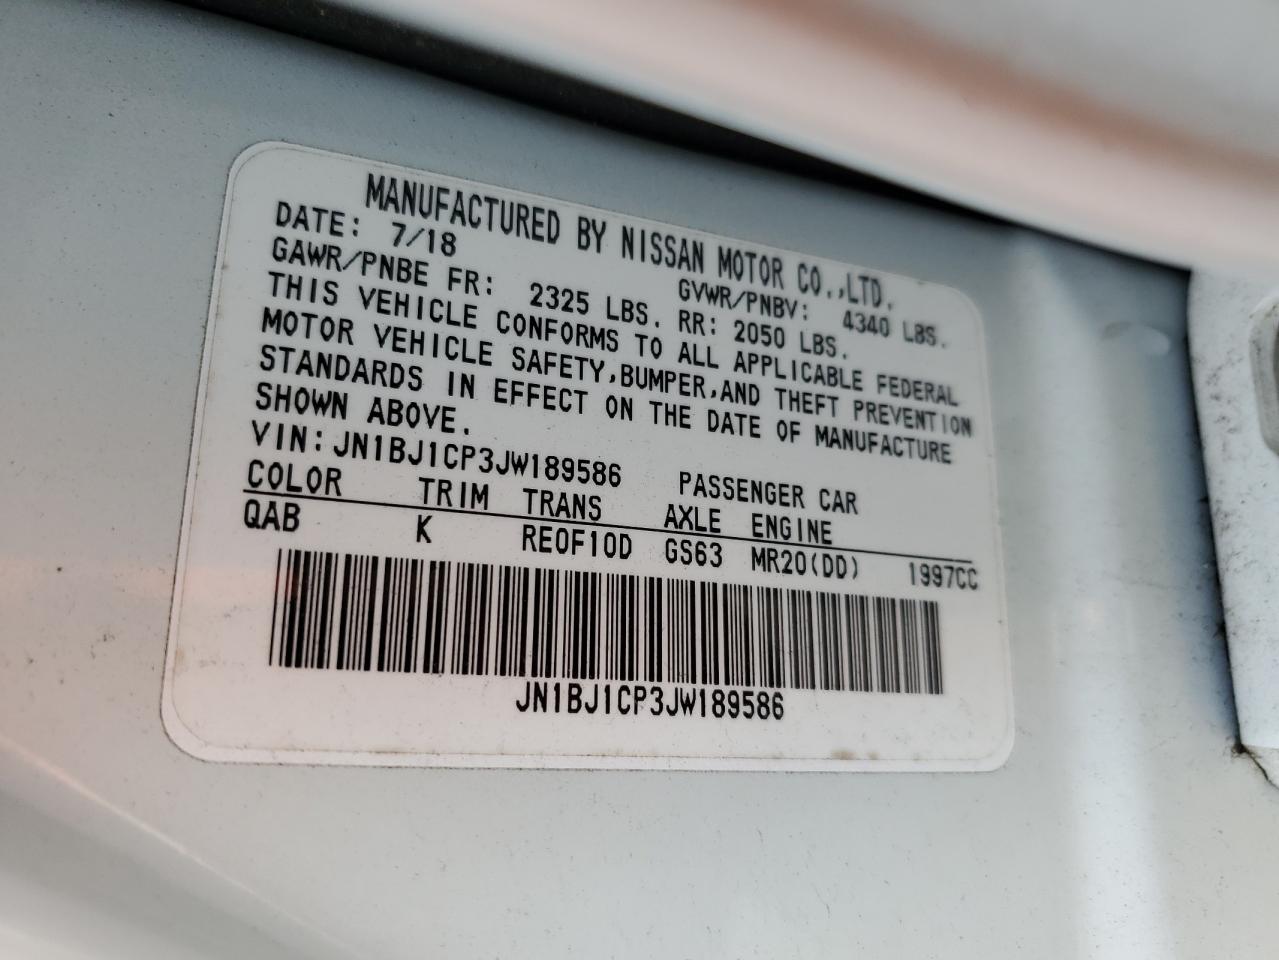 MANUFACTURED BY NISSAN MOTOR CO.,LTD.
DATE: 7/18 GVWR/PNBV: 4340 LBS.
GAWR/PNBE FR: 2325 LBS. RR: 2050 LBS.
THIS VEHICLE CONFORMS TO ALL APPLICABLE FEDERAL
MOTOR VEHICLE SAFETY,BUMPER,AND THEFT PREVENTION
STANDARDS IN EFFECT ON THE DATE OF MANUFACTURE
SHOWN ABOVE.
VIN:JN1BJ1CP3JW189586 PASSENGER CAR
COLOR TRIM TRANS AXLE ENGINE
QAB K RE0F10D GS63 MR20(DD) 1997CC
JN1BJ1CP3JW189586